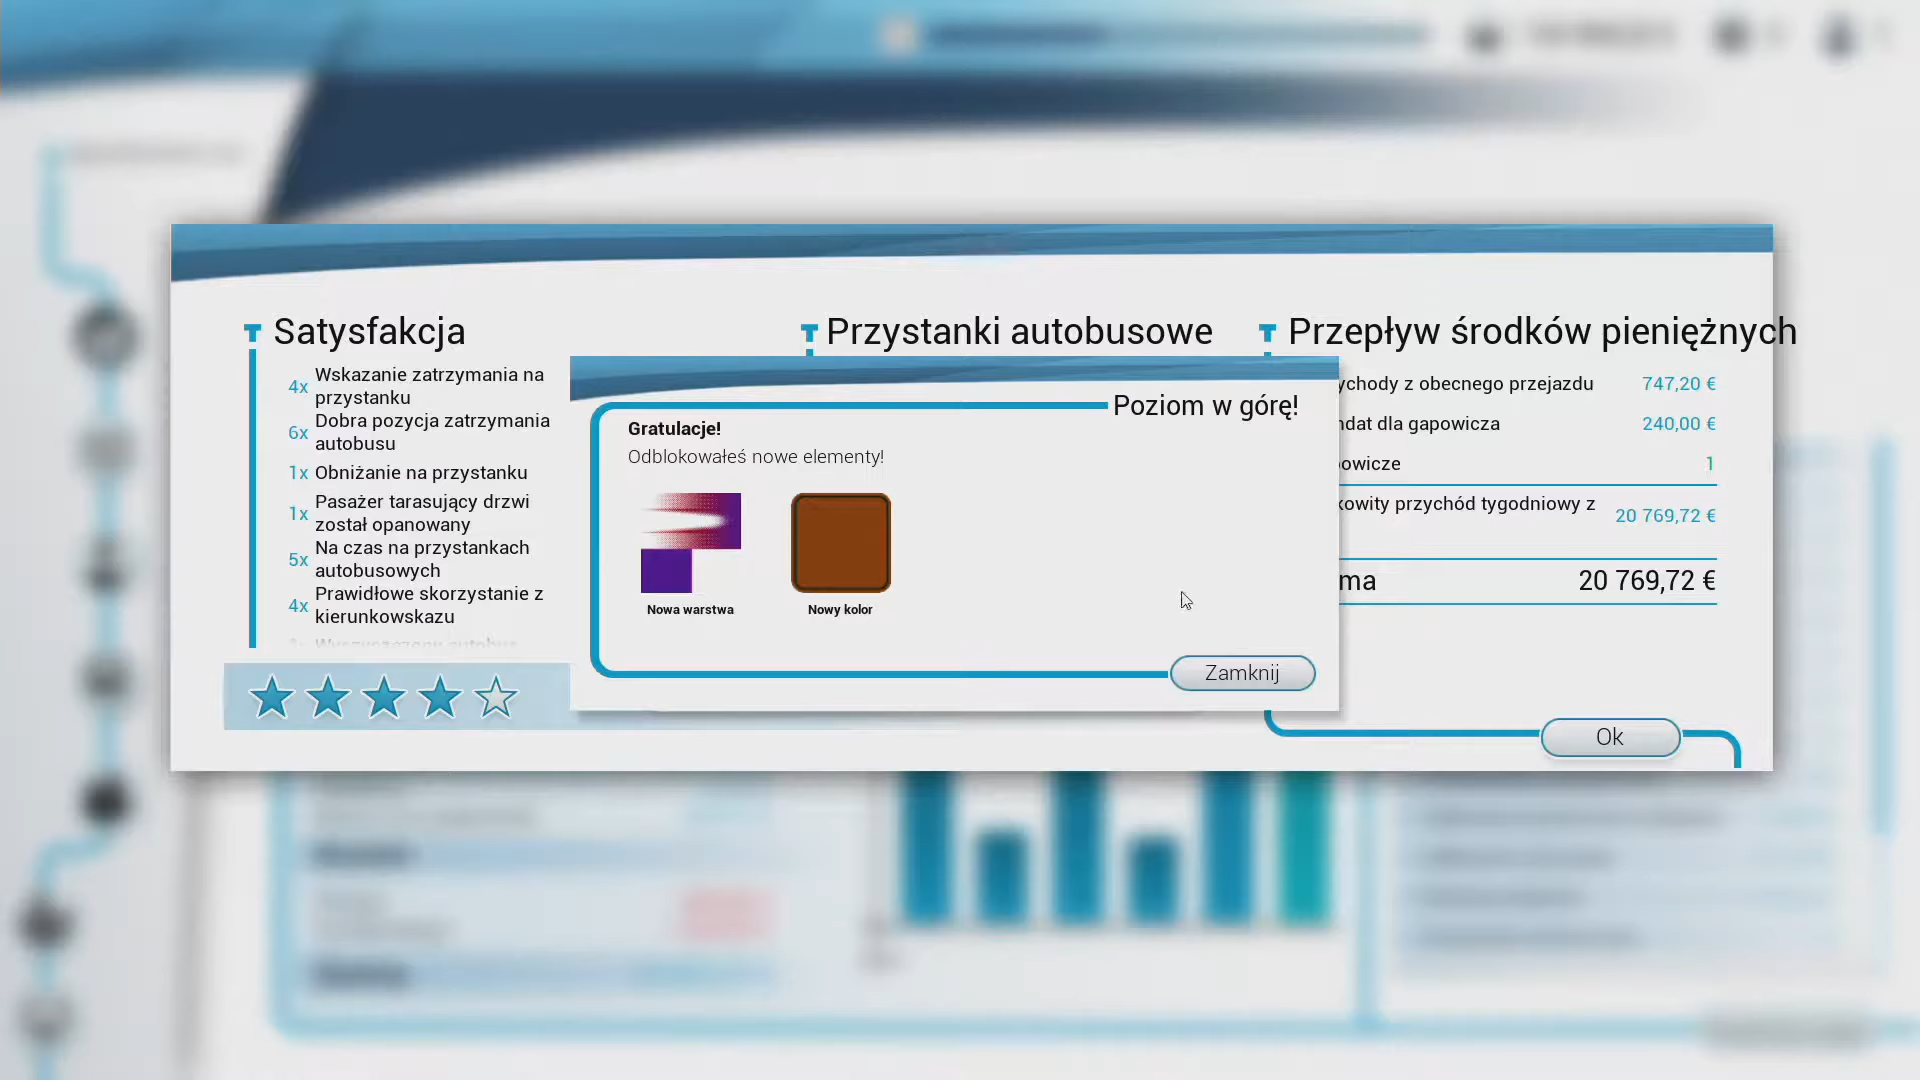 Satysfakcja
4x Wskazanie zatrzymania na
przystanku
6x Dobra pozycja zatrzymania
autobusu
1x Obniżanie na przystanku
1x Pasażer tarasujący drzwi
został opanowany
5x Na czas na przystankach
autobusowych
4x Prawidłowe skorzystanie z
kierunkowskazu
Przystanki autobusowe
Przepływ środków pieniężnych
ychody z obecnego przejazdu 747,20 €
ndat dla gapowicza 240,00 €
owicze 1
kowity przychód tygodniowy z 20 769,72 €
ma 20 769,72 €
Ok
Poziom w górę!
Gratulacje!
Odblokowałeś nowe elementy!
Nowa warstwa
Nowy kolor
Zamknij